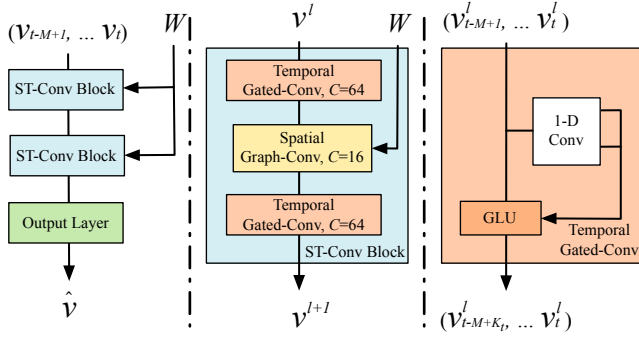 (v_{t-M+1}, ... v_t)
W
ST-Conv Block
ST-Conv Block
Output Layer
v̂
v^l
W
Temporal
Gated-Conv, C=64
Spatial
Graph-Conv, C=16
Temporal
Gated-Conv, C=64
ST-Conv Block
v^{l+1}
(v^l_{t-M+1}, ... v^l_t)
1-D
Conv
GLU
Temporal
Gated-Conv
(v^l_{t-M+K_t}, ... v^l_t)